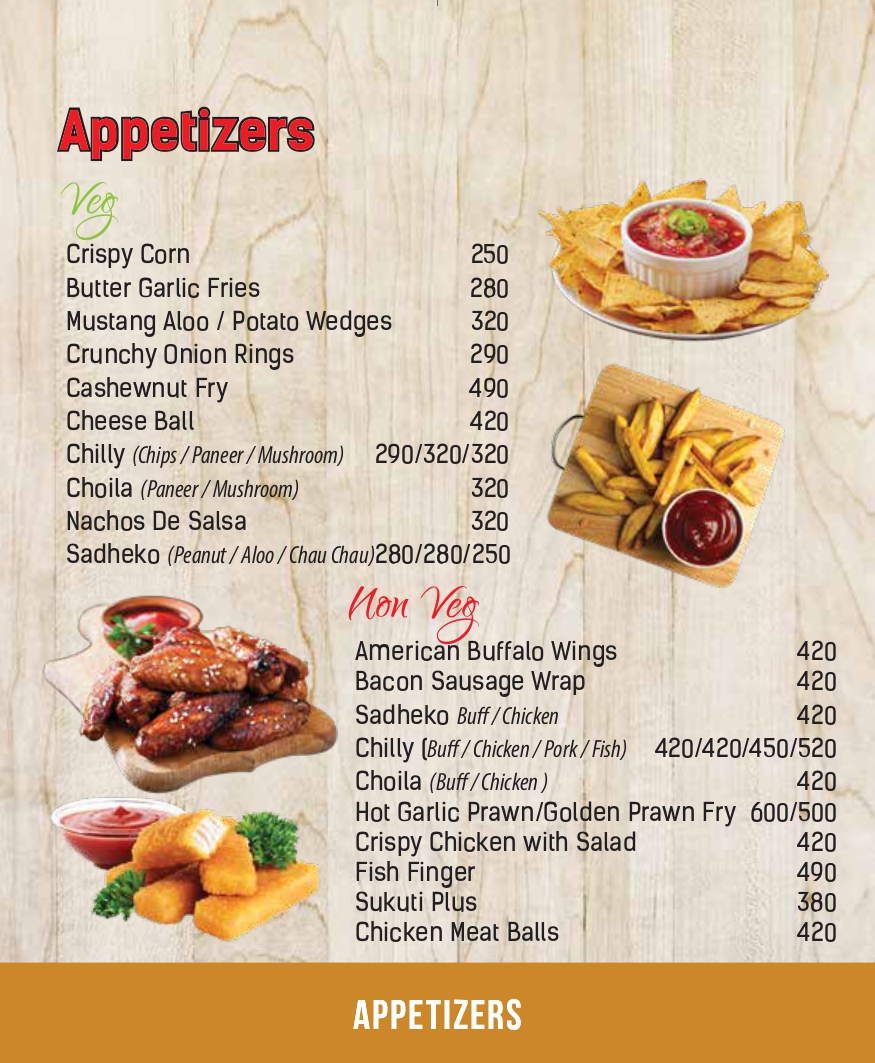 Appetizers
Veg
Crispy Corn 250
Butter Garlic Fries 280
Mustang Aloo / Potato Wedges 320
Crunchy Onion Rings 290
Cashewnut Fry 490
Cheese Ball 420
Chilly (Chips / Paneer / Mushroom) 290/320/320
Choila (Paneer / Mushroom) 320
Nachos De Salsa 320
Sadheko (Peanut / Aloo / Chau Chau)280/280/250
Non Veg
American Buffalo Wings 420
Bacon Sausage Wrap 420
Sadheko Buff / Chicken 420
Chilly (Buff / Chicken / Pork / Fish) 420/420/450/520
Choila (Buff / Chicken ) 420
Hot Garlic Prawn/Golden Prawn Fry 600/500
Crispy Chicken with Salad 420
Fish Finger 490
Sukuti Plus 380
Chicken Meat Balls 420
APPETIZERS